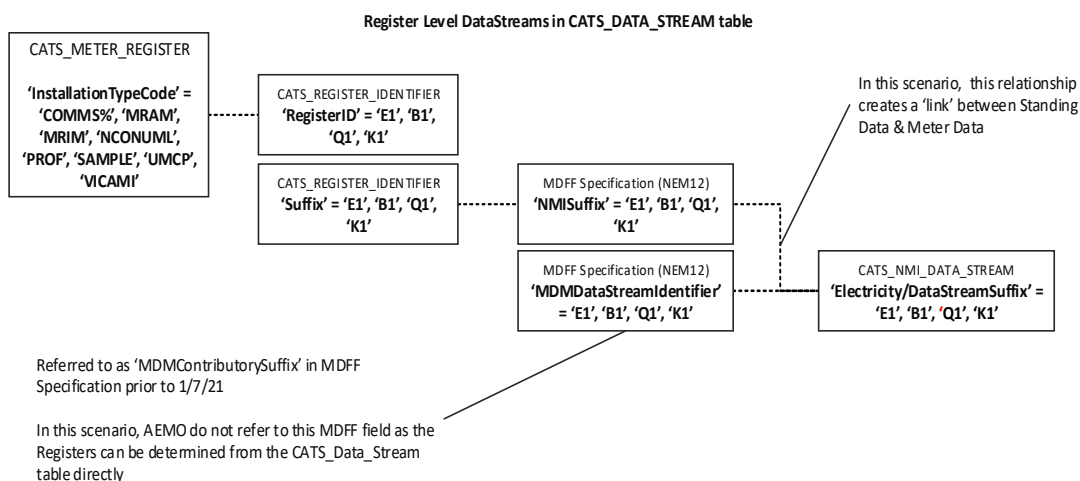 Register Level DataStreams in CATS_DATA_STREAM table
CATS_METER_REGISTER
‘InstallationTypeCode’ =
‘COMMS%’, ‘MRAM’,
‘MRIM’, ‘NCONUML’,
‘PROF’, ‘SAMPLE’, ‘UMCP’,
‘VICAMI’
CATS_REGISTER_IDENTIFIER
‘RegisterID’ = ‘E1’, ‘B1’,
‘Q1’, ‘K1’
CATS_REGISTER_IDENTIFIER
‘Suffix’ = ‘E1’, ‘B1’, ‘Q1’,
‘K1’
MDFF Specification (NEM12)
‘NMISuffix’ = ‘E1’, ‘B1’, ‘Q1’,
‘K1’
MDFF Specification (NEM12)
‘MDMDataStreamIdentifier’
= ‘E1’, ‘B1’, ‘Q1’, ‘K1’
CATS_NMI_DATA_STREAM
‘Electricity/DataStreamSuffix’ =
‘E1’, ‘B1’, ‘Q1’, ‘K1’
In this scenario, this relationship
creates a ‘link’ between Standing
Data & Meter Data
Referred to as ‘MDMContributorySuffix’ in MDFF
Specification prior to 1/7/21
In this scenario, AEMO do not refer to this MDFF field as the
Registers can be determined from the CATS_Data_Stream
table directly